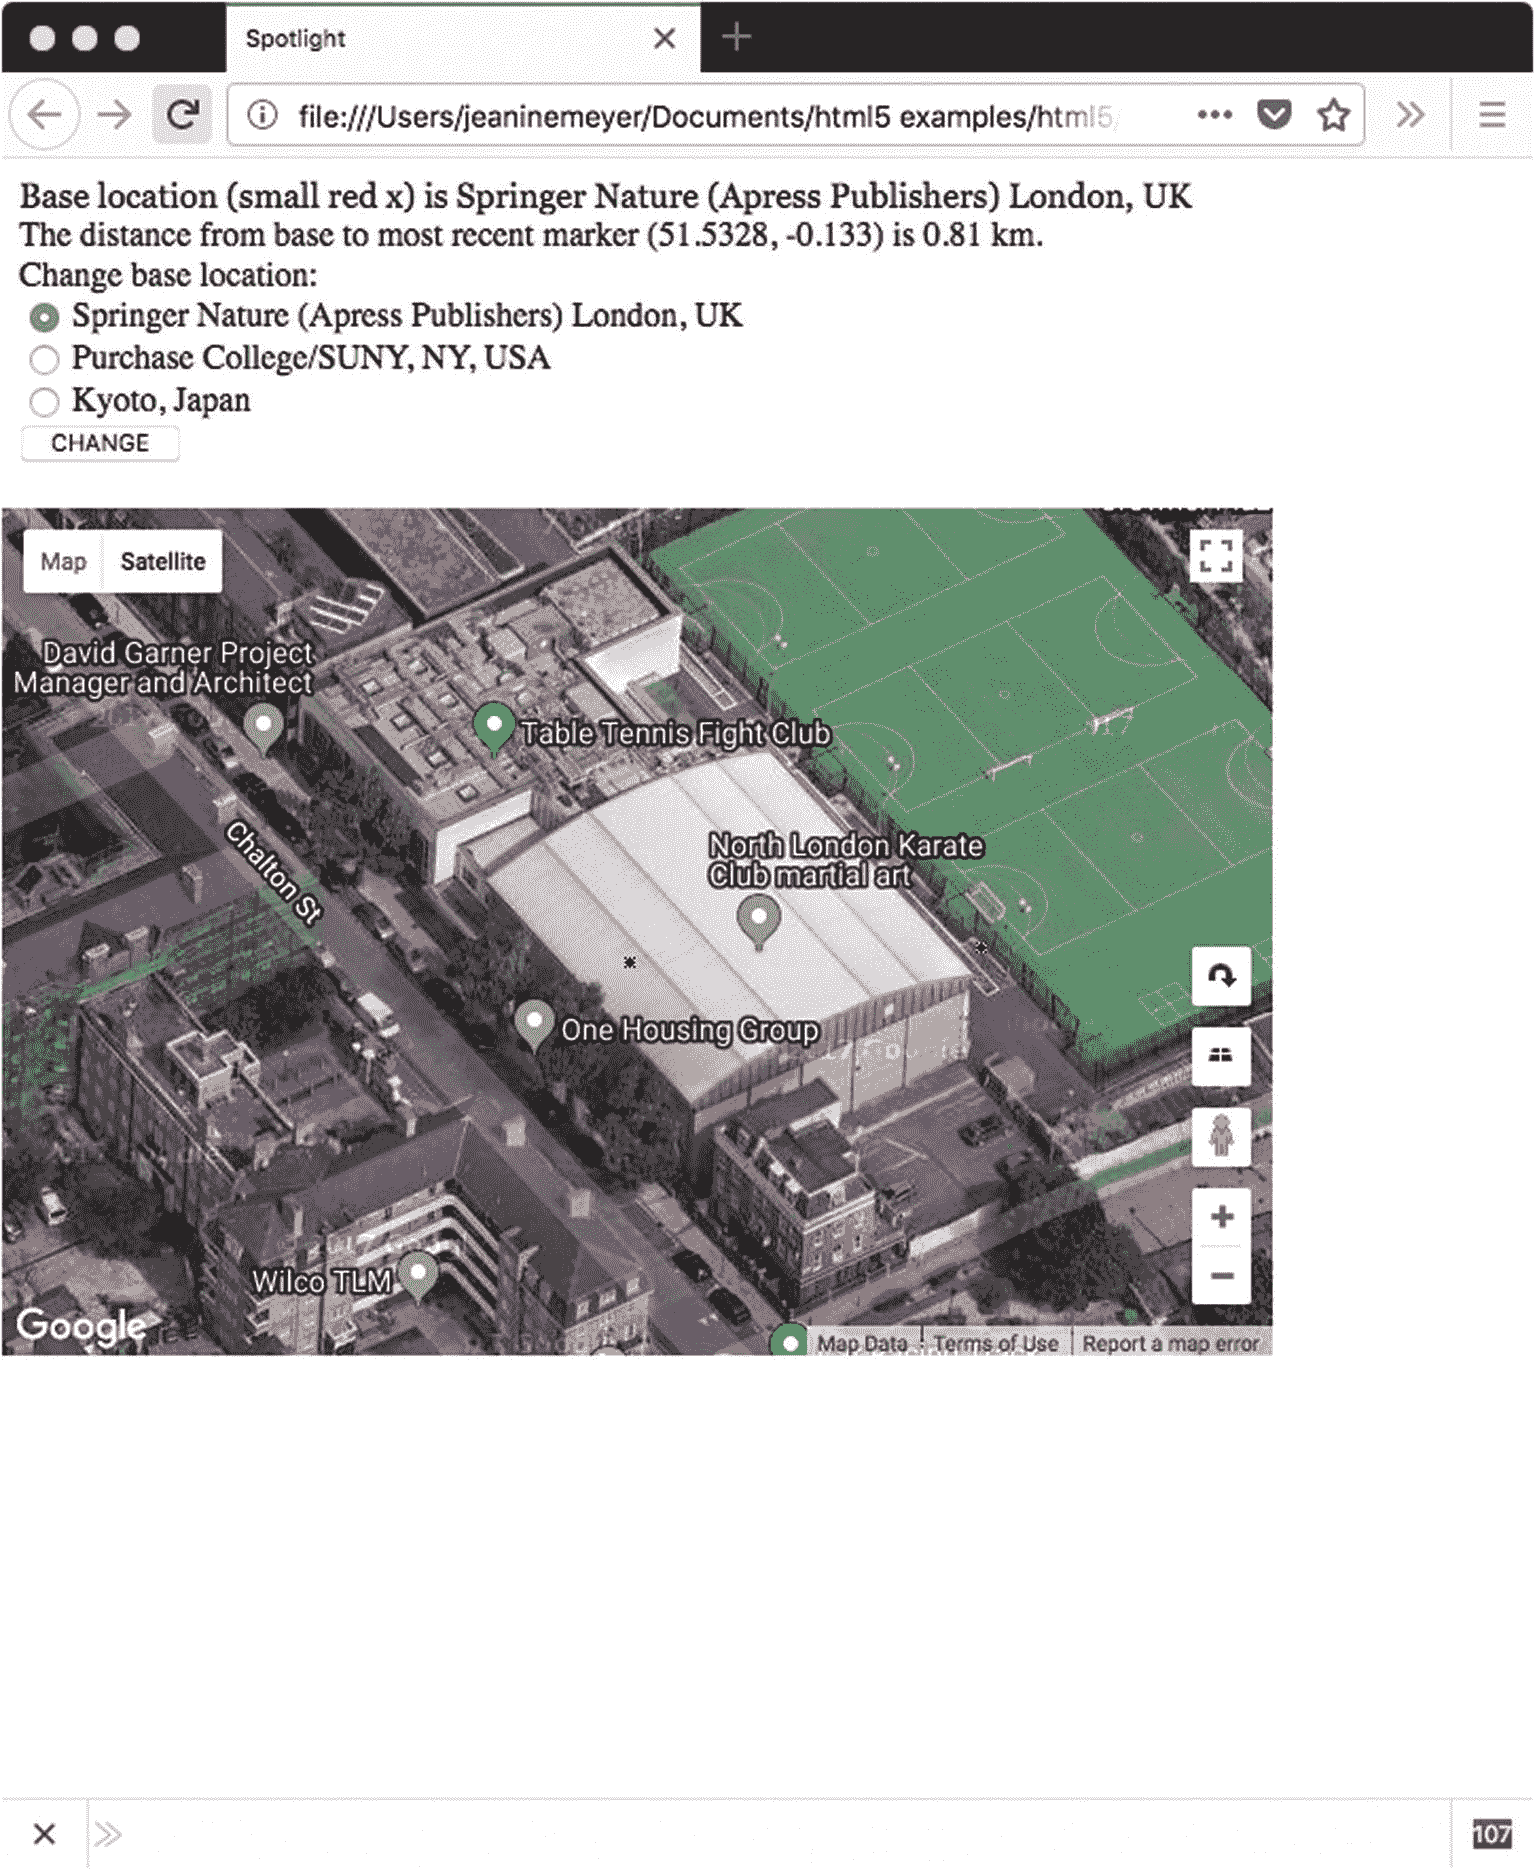 Spotlight
file:///Users/jeaninemeyer/Documents/html5 examples/html5/
Base location (small red x) is Springer Nature (Apress Publishers) London, UK
The distance from base to most recent marker (51.5328, -0.133) is 0.81 km.
Change base location:
Springer Nature (Apress Publishers) London, UK
Purchase College/SUNY, NY, USA
Kyoto, Japan
CHANGE
Map Satellite
David Garner Project
Manager and Architect
Table Tennis Fight Club
Chalton St
North London Karate
Club martial art
One Housing Group
Wilco TLM
Google
Map Data Terms of Use Report a map error
107